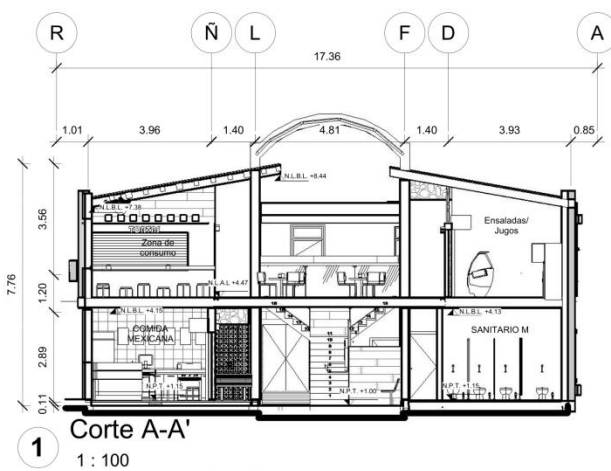 R Ñ L F D A
17.36
1.01 3.96 1.40 4.81 1.40 3.93 0.85
N.L.B.L. +8.44
N.L.B.L. +7.38
3.56
Ensaladas/
Jugos
Zona de
consumo
7.76
1.20
N.L.A.L +4.47
N.L.B.L. +4.15
N.L.B.L. +4.13
COMIDA
MEXICANA
SANITARIO M
2.89
N.P.T. +1.15
N.P.T. +1.00
N.P.T. +1.15
0.11
1 Corte A-A'
1 : 100